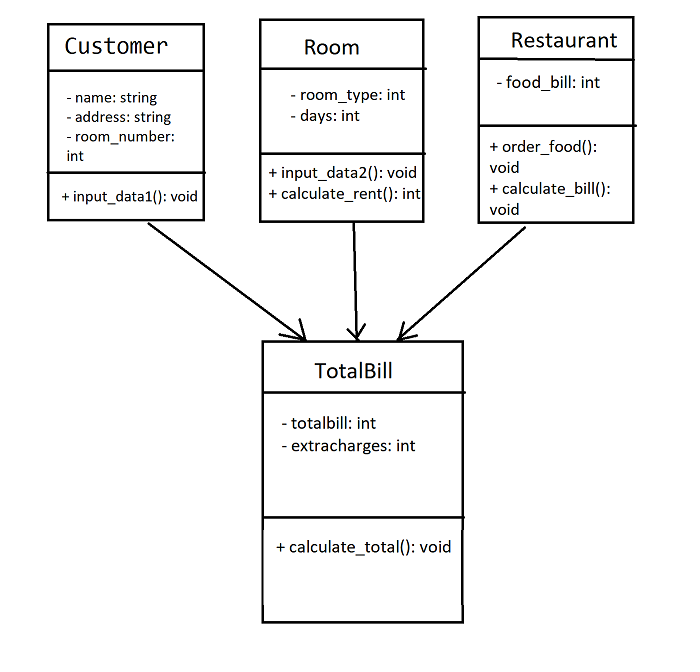 Customer
- name: string
- address: string
- room_number:
int
+ input_data1(): void
Room
- room_type: int
- days: int
+ input_data2(): void
+ calculate_rent(): int
Restaurant
- food_bill: int
+ order_food():
void
+ calculate_bill():
void
TotalBill
- totalbill: int
- extracharges: int
+ calculate_total(): void